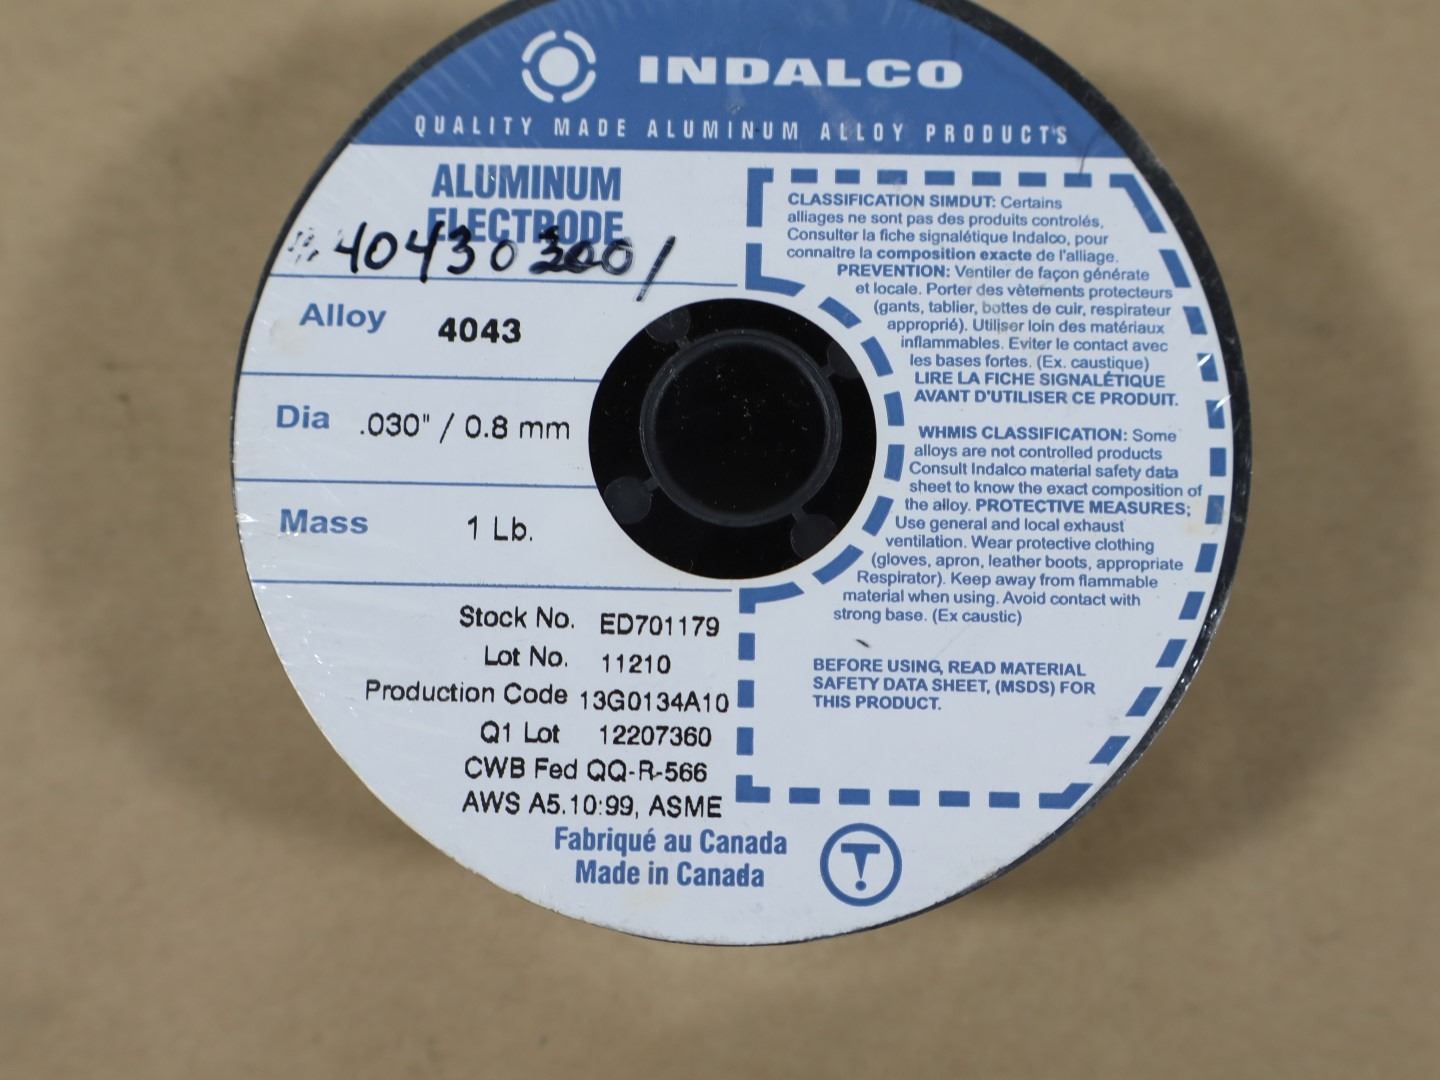 INDALCO
QUALITY MADE ALUMINUM ALLOY PRODUCTS
ALUMINUM
ELECTRODE
404303001
Alloy 4043
Dia .030" / 0.8 mm
Mass 1 Lb.
Stock No. ED701179
Lot No. 11210
Production Code 13G0134A10
Q1 Lot 12207360
CWB Fed QQ-R-566
AWS A5.10:99, ASME
Fabriqué au Canada
Made in Canada
CLASSIFICATION SIMDUT: Certains
alliages ne sont pas des produits controlés,
Consulter la fiche signalétique Indalco, pour
connaitre la composition exacte de l'alliage.
PREVENTION: Ventiler de façon générate
et locale. Porter des vètements protecteurs
(gants, tablier, bottes de cuir, respirateur
approprié). Utiliser loin des matériaux
inflammables. Eviter le contact avec
les bases fortes. (Ex. caustique)
LIRE LA FICHE SIGNALÉTIQUE
AVANT D'UTILISER CE PRODUIT.
WHMIS CLASSIFICATION: Some
alloys are not controlled products
Consult Indalco material safety data
sheet to know the exact composition of
the alloy. PROTECTIVE MEASURES;
Use general and local exhaust
ventilation. Wear protective clothing
(gloves, apron, leather boots, appropriate
Respirator). Keep away from flammable
material when using. Avoid contact with
strong base. (Ex caustic)
BEFORE USING, READ MATERIAL
SAFETY DATA SHEET, (MSDS) FOR
THIS PRODUCT.